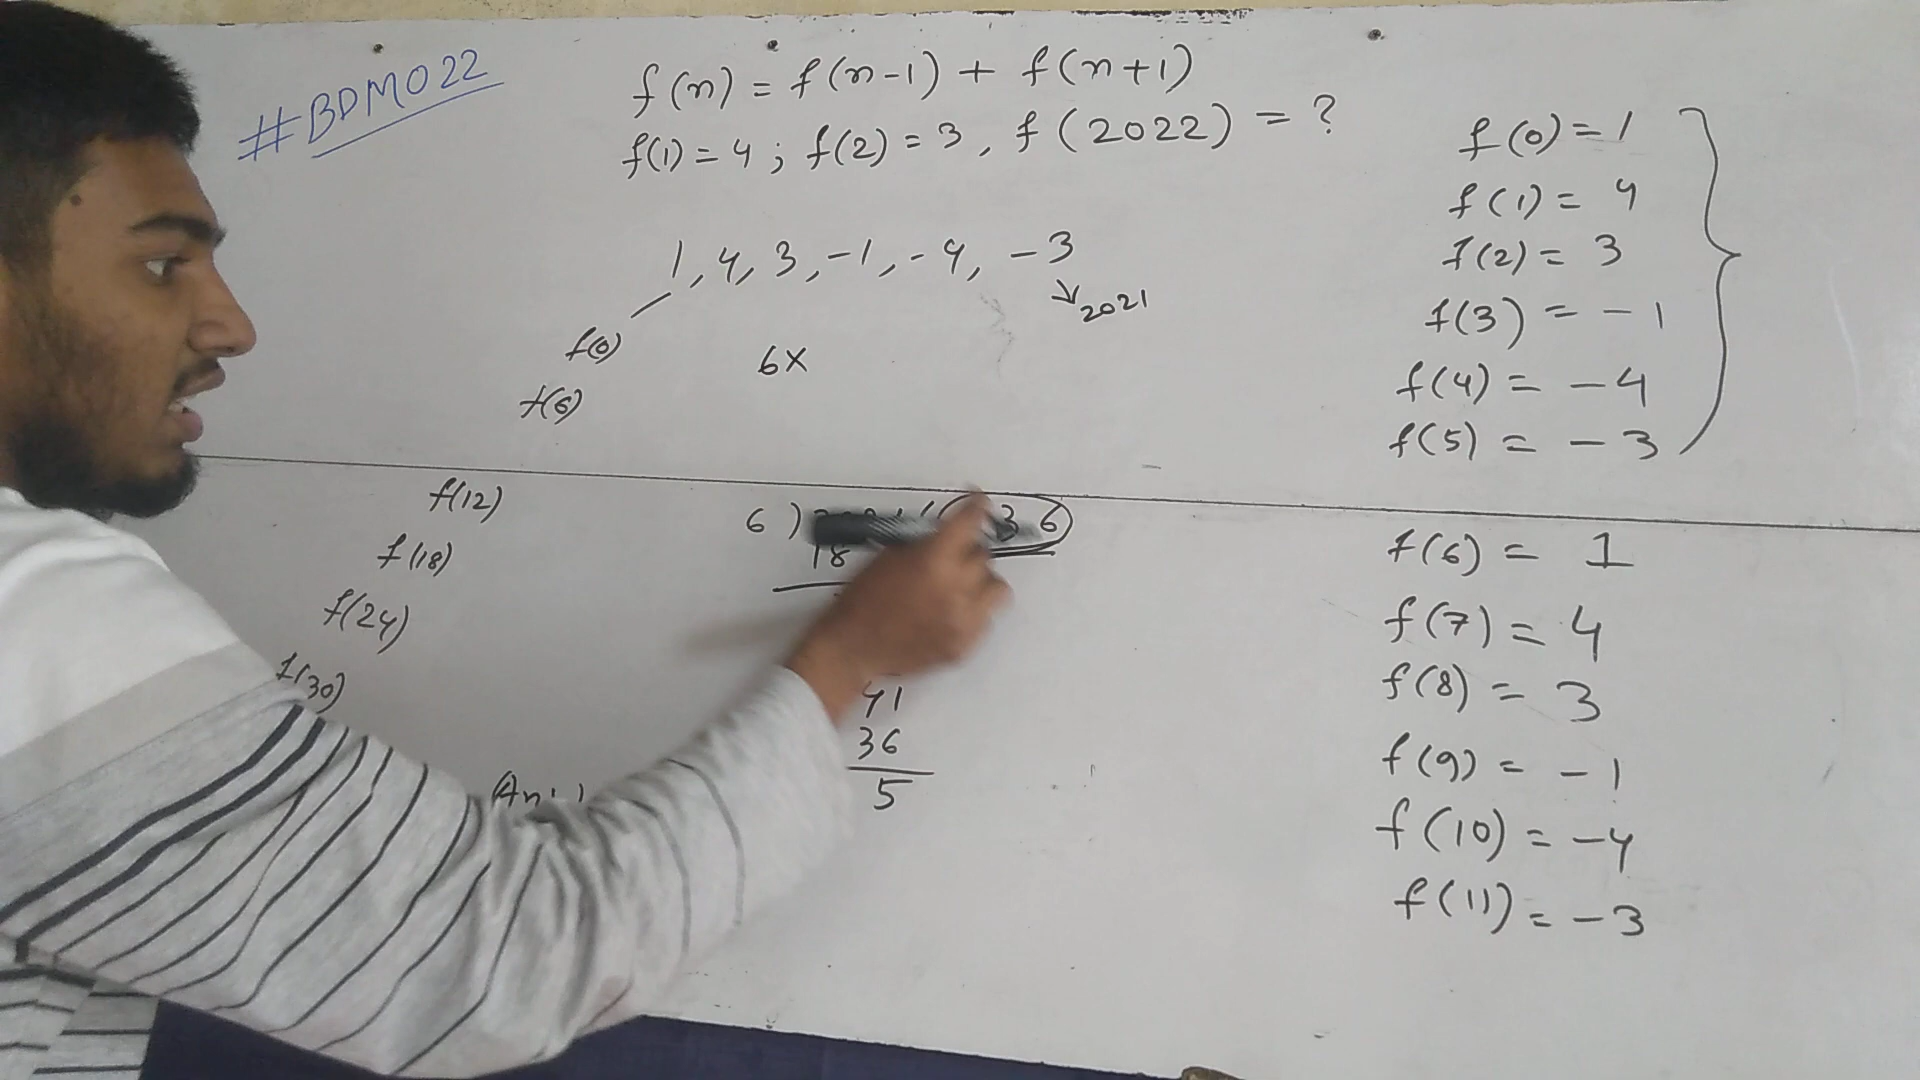 #BDMO22
f(n) = f(n-1) + f(n+1)
f(1) = 4 ; f(2) = 3, f(2022) = ?
1, 4, 3, -1, -4, -3
2021
f(0)
6x
f(6)
f(12)
f(18)
f(24)
f(30)
6)
36
18
41
36
5
f(0) = 1
f(1) = 4
f(2) = 3
f(3) = -1
f(4) = -4
f(5) = -3
f(6) = 1
f(7) = 4
f(8) = 3
f(9) = -1
f(10) = -4
f(11) = -3